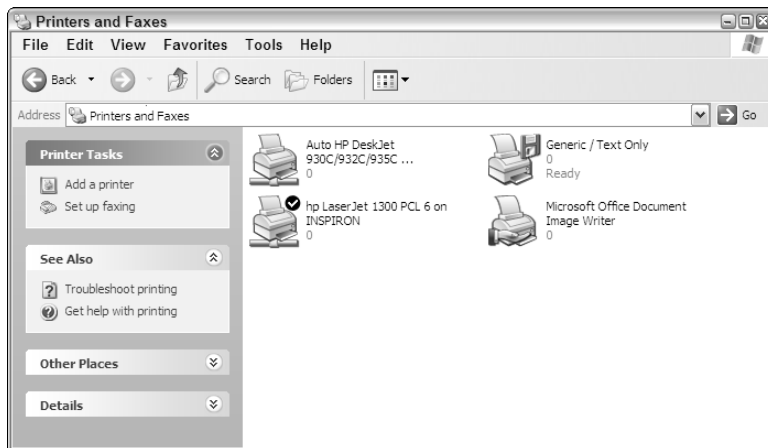 Printers and Faxes
File Edit View Favorites Tools Help
Back Search Folders
Address Printers and Faxes Go
Printer Tasks
Add a printer
Set up faxing
See Also
Troubleshoot printing
Get help with printing
Other Places
Details
Auto HP DeskJet
930C/932C/935C ...
0
Generic / Text Only
0
Ready
hp LaserJet 1300 PCL 6 on
INSPIRON
0
Microsoft Office Document
Image Writer
0